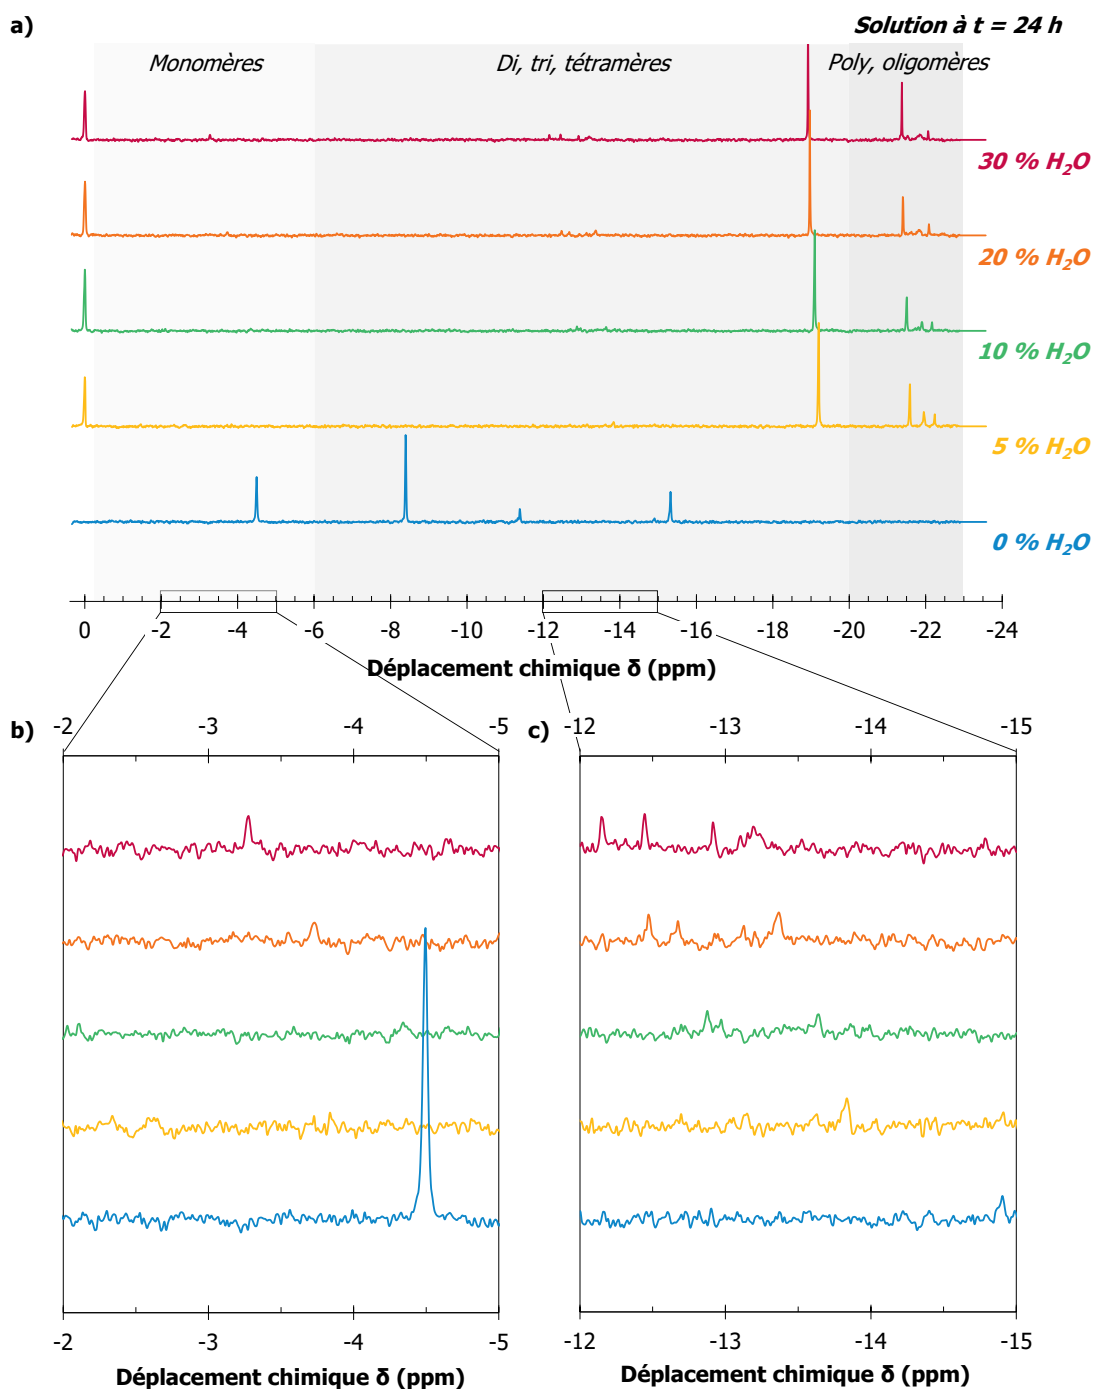 a)
Solution à t = 24 h
Monomères
Di, tri, tétramères
Poly, oligomères
30 % H₂O
20 % H₂O
10 % H₂O
5 % H₂O
0 % H₂O
0 -2 -4 -6 -8 -10 -12 -14 -16 -18 -20 -22 -24
Déplacement chimique δ (ppm)
b)
-2 -3 -4 -5
c)
-12 -13 -14 -15
-2 -3 -4 -5
-12 -13 -14 -15
Déplacement chimique δ (ppm)
Déplacement chimique δ (ppm)